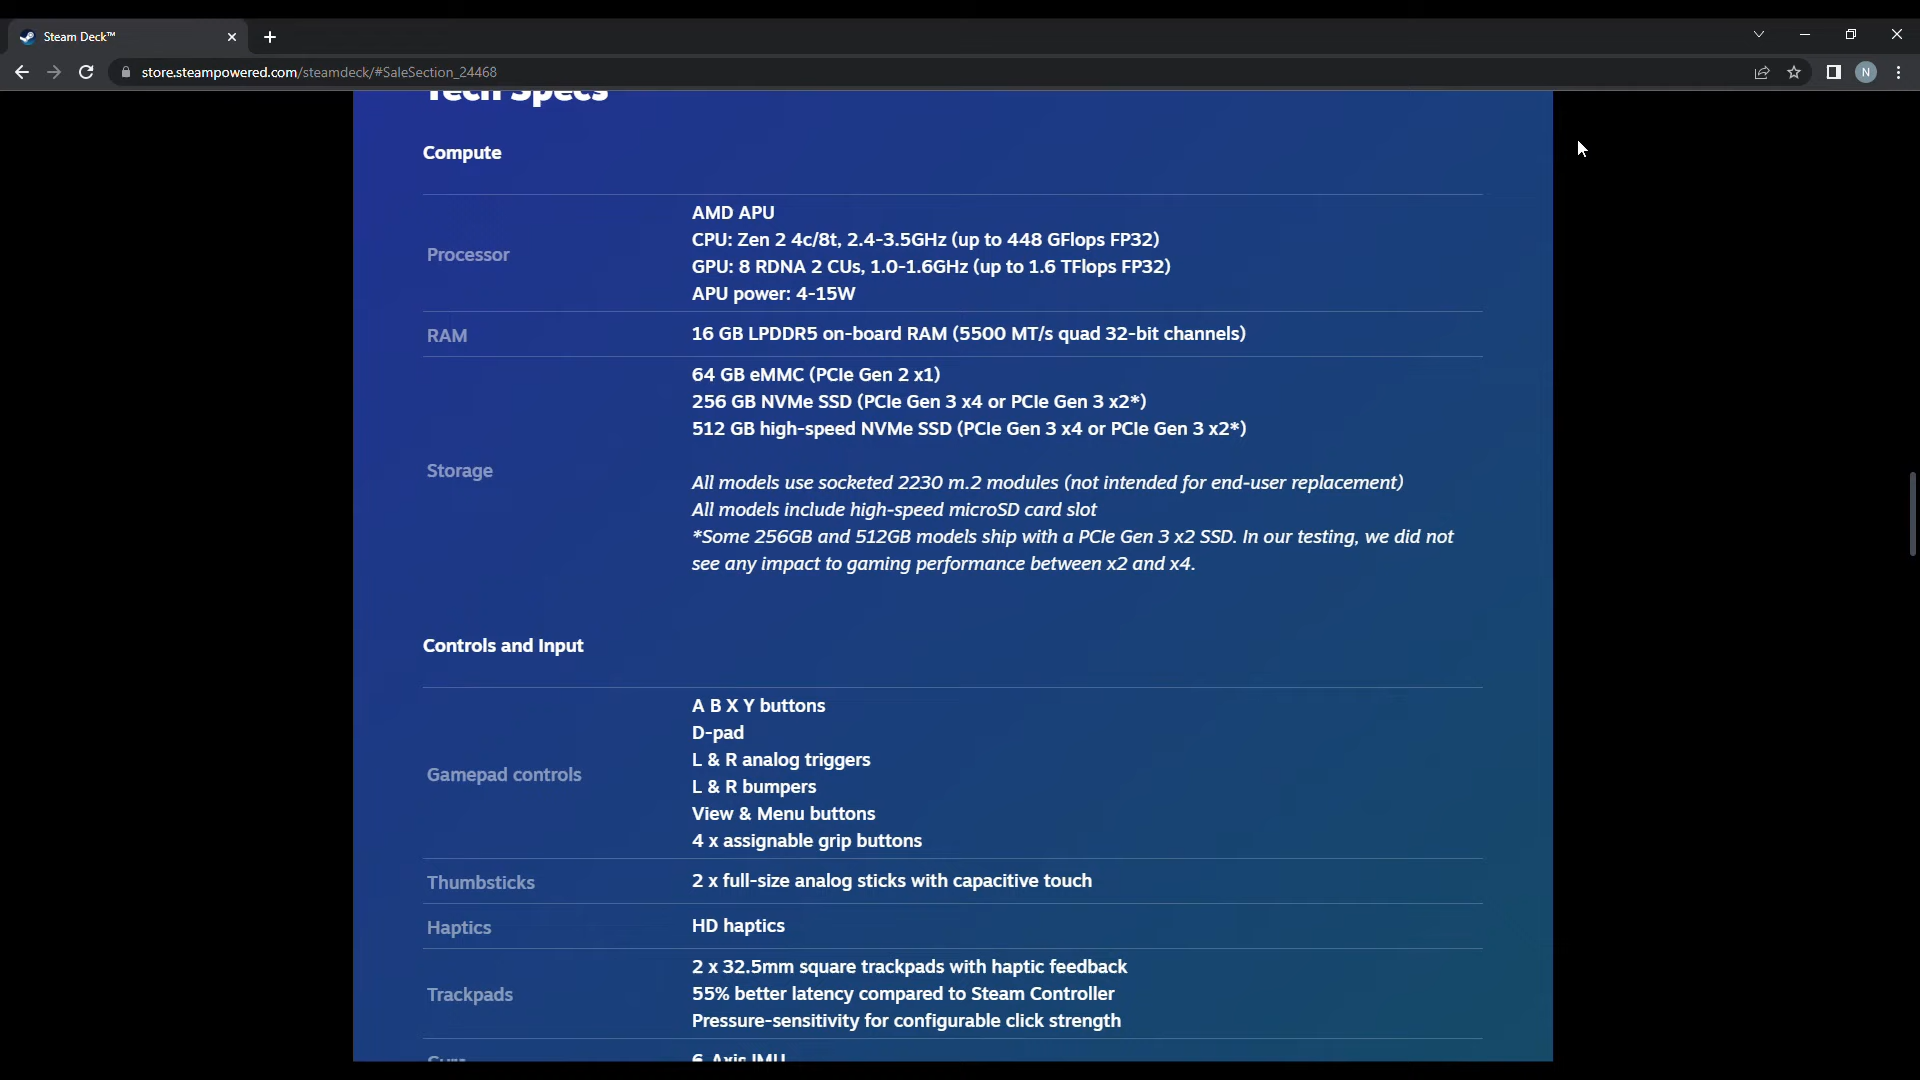 Steam Deck™
store.steampowered.com/steamdeck/#SaleSection_24468
N
Tech Specs
Compute
Processor
AMD APU
CPU: Zen 2 4c/8t, 2.4-3.5GHz (up to 448 GFlops FP32)
GPU: 8 RDNA 2 CUs, 1.0-1.6GHz (up to 1.6 TFlops FP32)
APU power: 4-15W
RAM
16 GB LPDDR5 on-board RAM (5500 MT/s quad 32-bit channels)
Storage
64 GB eMMC (PCIe Gen 2 x1)
256 GB NVMe SSD (PCIe Gen 3 x4 or PCIe Gen 3 x2*)
512 GB high-speed NVMe SSD (PCIe Gen 3 x4 or PCIe Gen 3 x2*)
All models use socketed 2230 m.2 modules (not intended for end-user replacement)
All models include high-speed microSD card slot
*Some 256GB and 512GB models ship with a PCIe Gen 3 x2 SSD. In our testing, we did not
see any impact to gaming performance between x2 and x4.
Controls and Input
Gamepad controls
A B X Y buttons
D-pad
L & R analog triggers
L & R bumpers
View & Menu buttons
4 x assignable grip buttons
Thumbsticks
2 x full-size analog sticks with capacitive touch
Haptics
HD haptics
Trackpads
2 x 32.5mm square trackpads with haptic feedback
55% better latency compared to Steam Controller
Pressure-sensitivity for configurable click strength
Gyro
6-Axis IMU